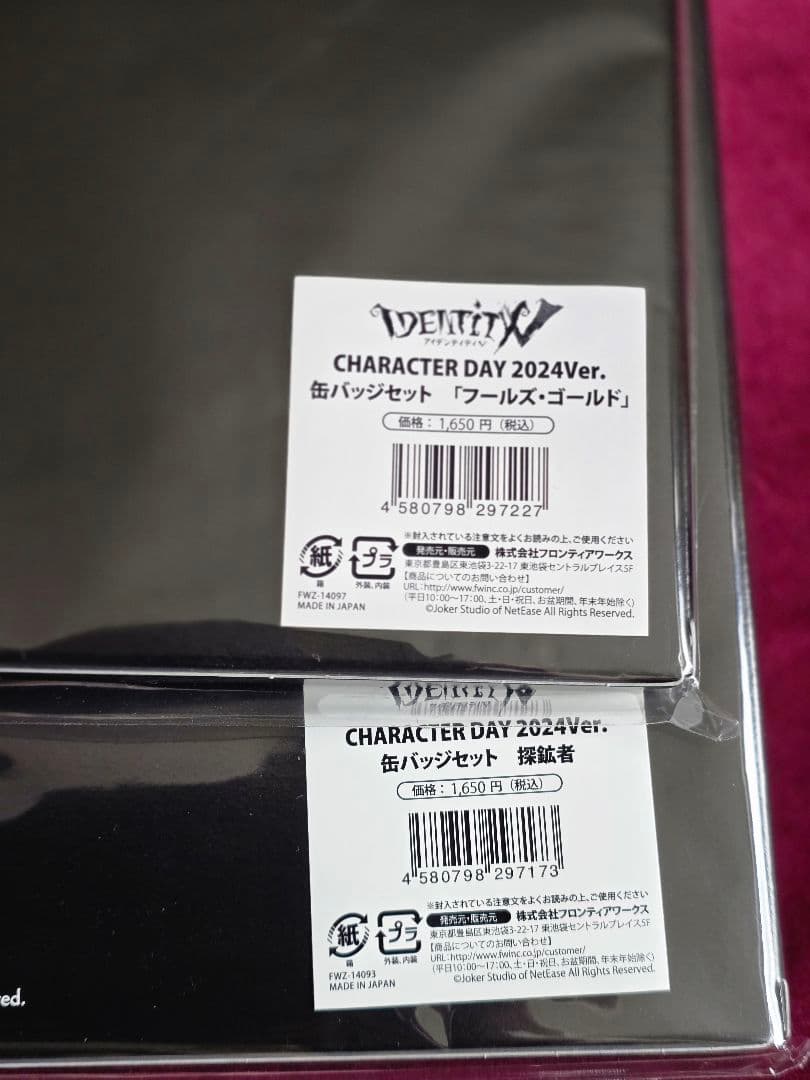 IDENTITY V
アイデンティティV
CHARACTER DAY 2024Ver.
缶バッジセット 「フールズ・ゴールド」
価格：1,650 円（税込）
4 580798 297227
※封入されている注意文をよくお読みの上、ご使用ください
紙 プラ 発売元・販売元 株式会社フロンティアワークス
箱 外装、内装 東京都豊島区東池袋3-22-17 東池袋セントラルプレイス5F
【商品についてのお問い合わせ】
URL:http://www.fwinc.co.jp/customer/
FWZ-14097 (平日10：00〜17：00、土・日・祝日、お盆期間、年末年始除く)
MADE IN JAPAN ©Joker Studio of NetEase All Rights Reserved.
IDENTITY V
CHARACTER DAY 2024Ver.
缶バッジセット 探鉱者
価格：1,650 円（税込）
4 580798 297173
※封入されている注意文をよくお読みの上、ご使用ください
紙 プラ 発売元・販売元 株式会社フロンティアワークス
箱 外装、内装 東京都豊島区東池袋3-22-17 東池袋セントラルプレイス5F
【商品についてのお問い合わせ】
URL:http://www.fwinc.co.jp/customer/
FWZ-14093 (平日10：00〜17：00、土・日・祝日、お盆期間、年末年始除く)
MADE IN JAPAN ©Joker Studio of NetEase All Rights Reserved.
ed.